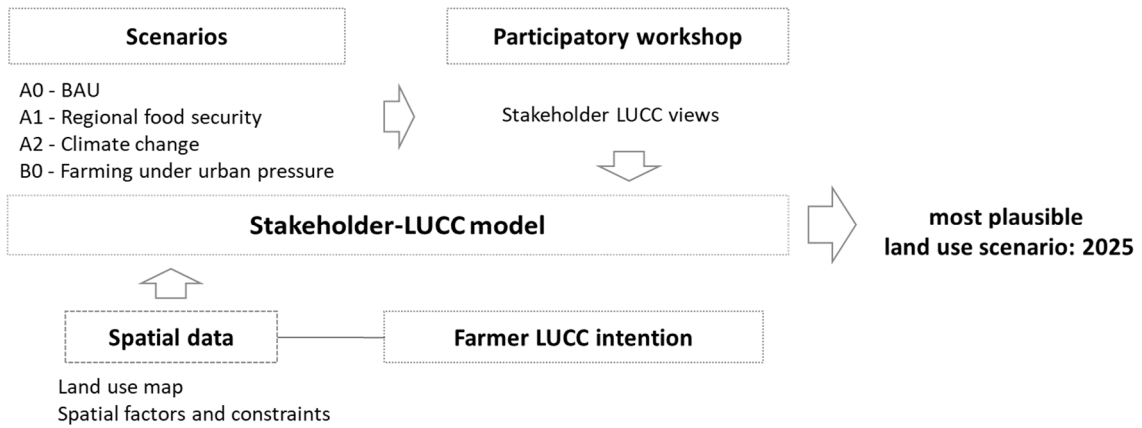 Scenarios
A0 - BAU
A1 - Regional food security
A2 - Climate change
B0 - Farming under urban pressure
Participatory workshop
Stakeholder LUCC views
Stakeholder-LUCC model
most plausible
land use scenario: 2025
Spatial data
Farmer LUCC intention
Land use map
Spatial factors and constraints